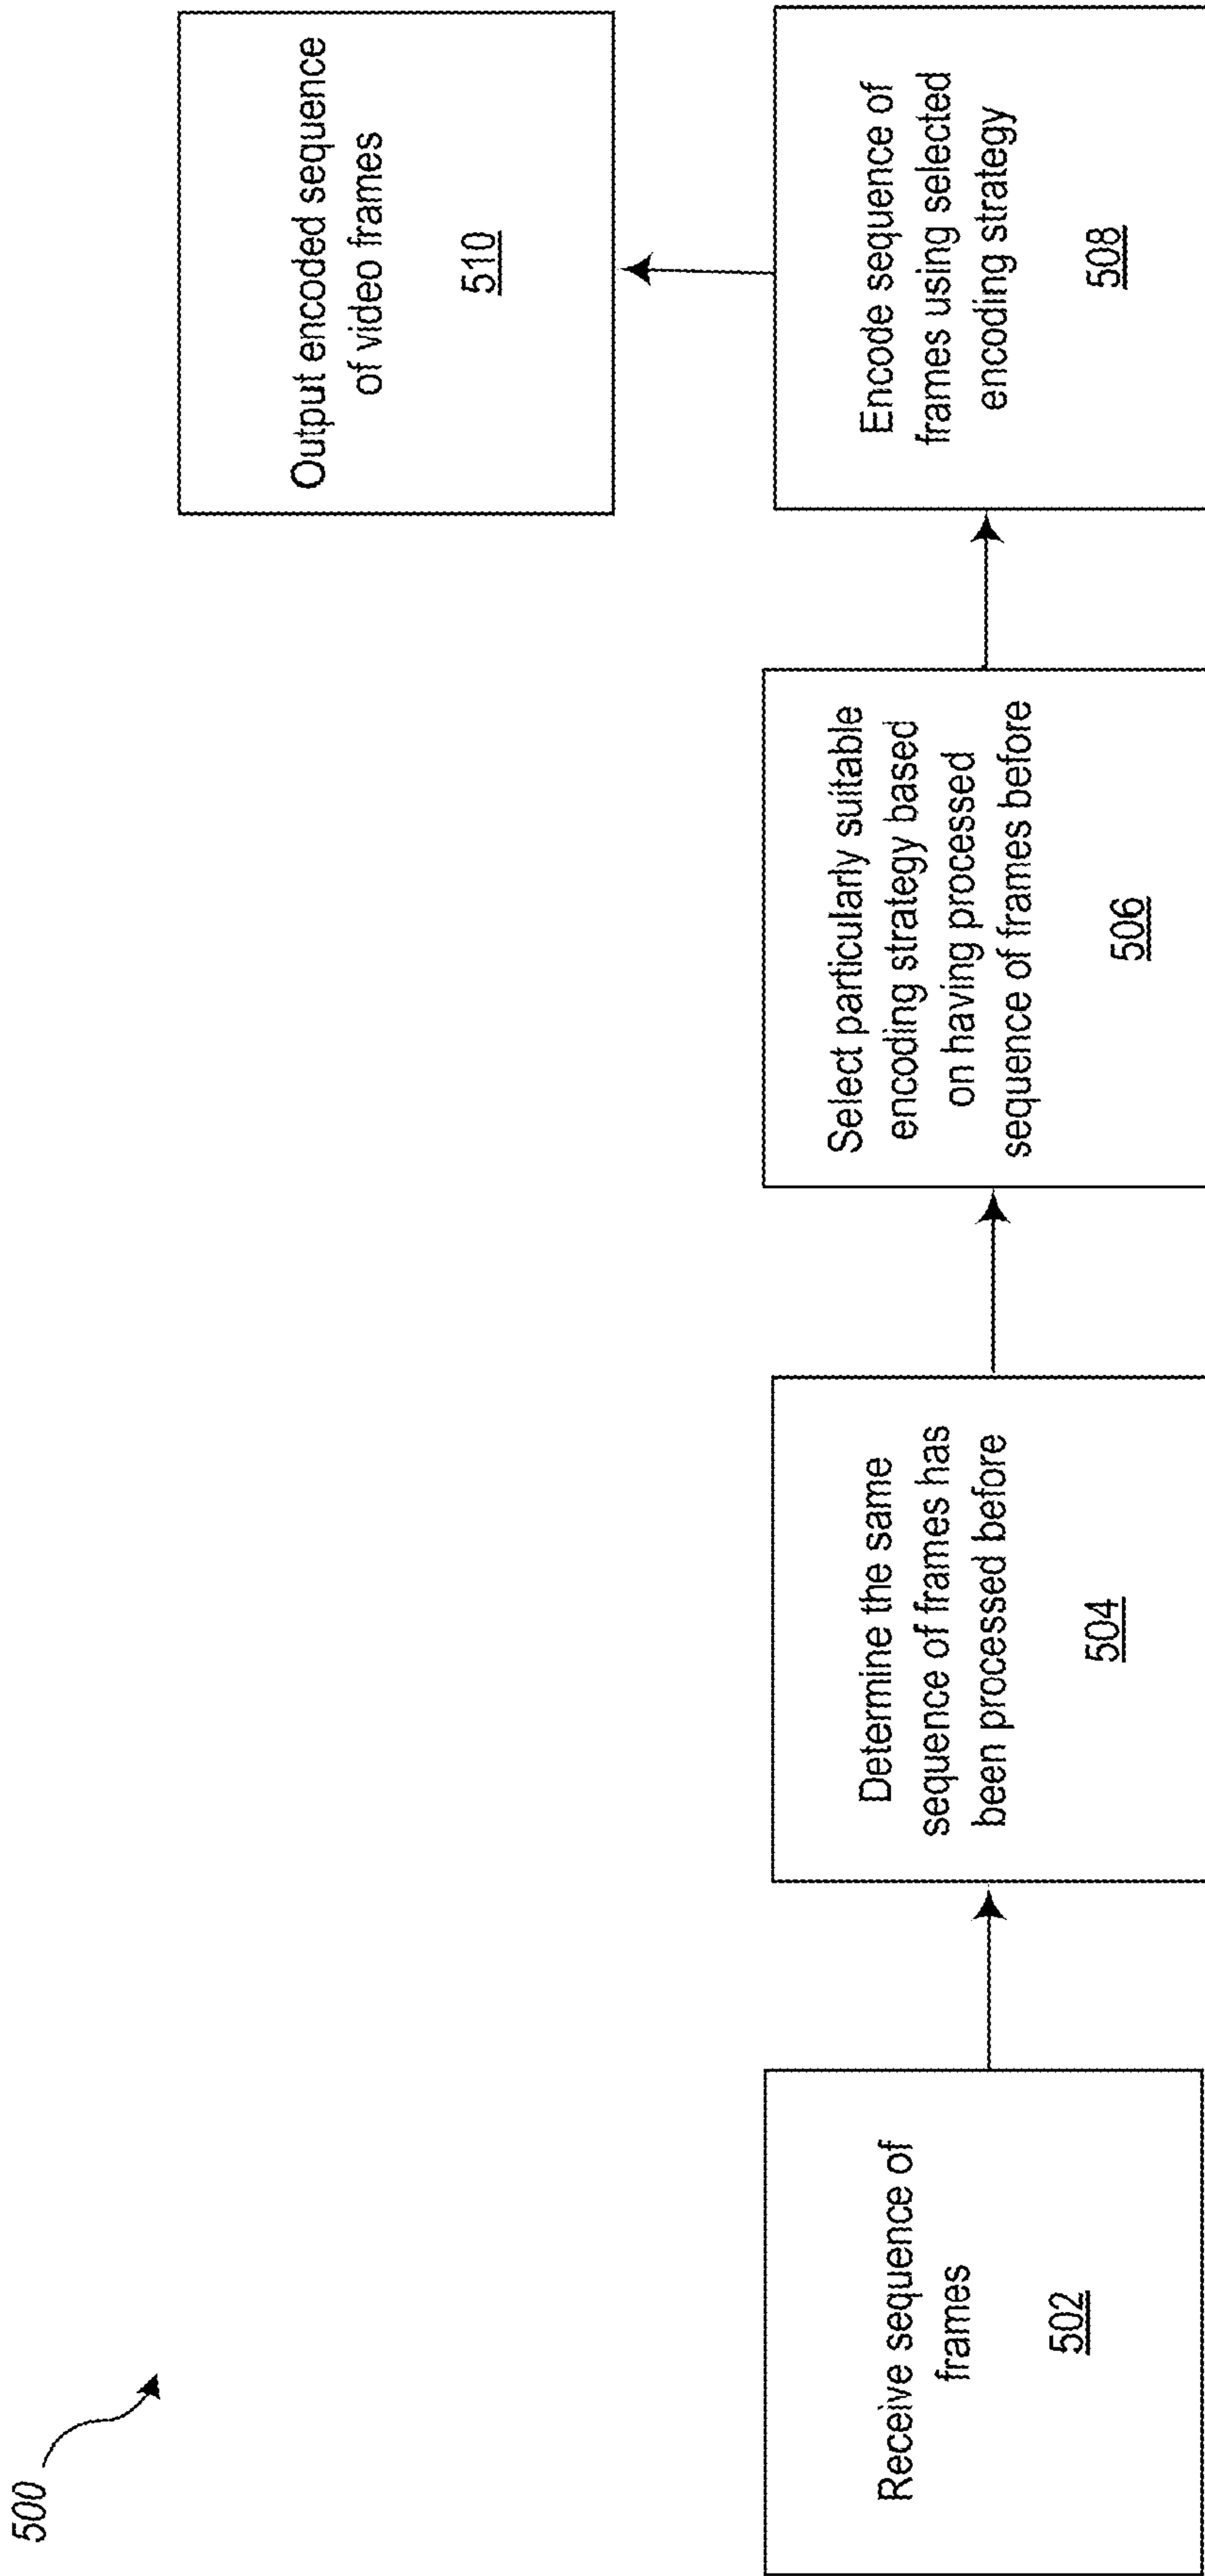 500
Receive sequence of
frames
502
Determine the same
sequence of frames has
been processed before
504
Select particularly suitable
encoding strategy based
on having processed
sequence of frames before
506
Encode sequence of
frames using selected
encoding strategy
508
Output encoded sequence
of video frames
510